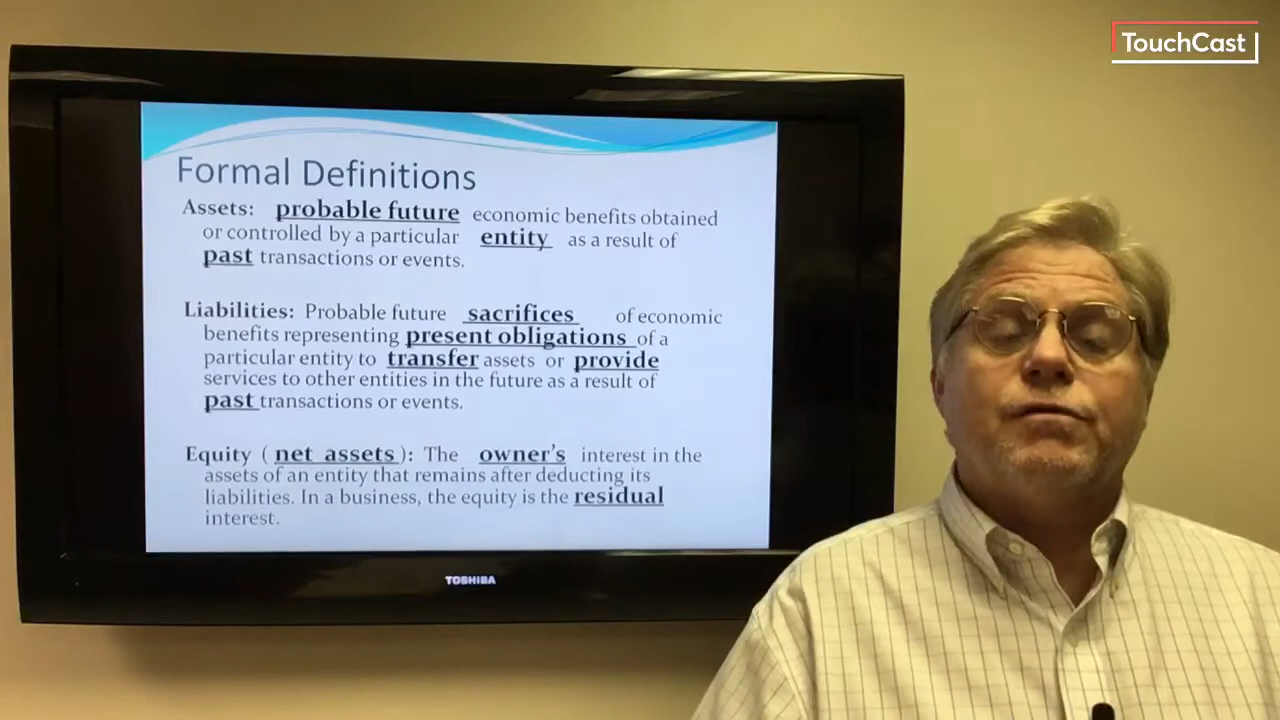 TouchCast
Formal Definitions
Assets: probable future economic benefits obtained
or controlled by a particular entity as a result of
past transactions or events.
Liabilities: Probable future sacrifices of economic
benefits representing present obligations of a
particular entity to transfer assets or provide
services to other entities in the future as a result of
past transactions or events.
Equity ( net assets ): The owner's interest in the
assets of an entity that remains after deducting its
liabilities. In a business, the equity is the residual
interest.
TOSHIBA